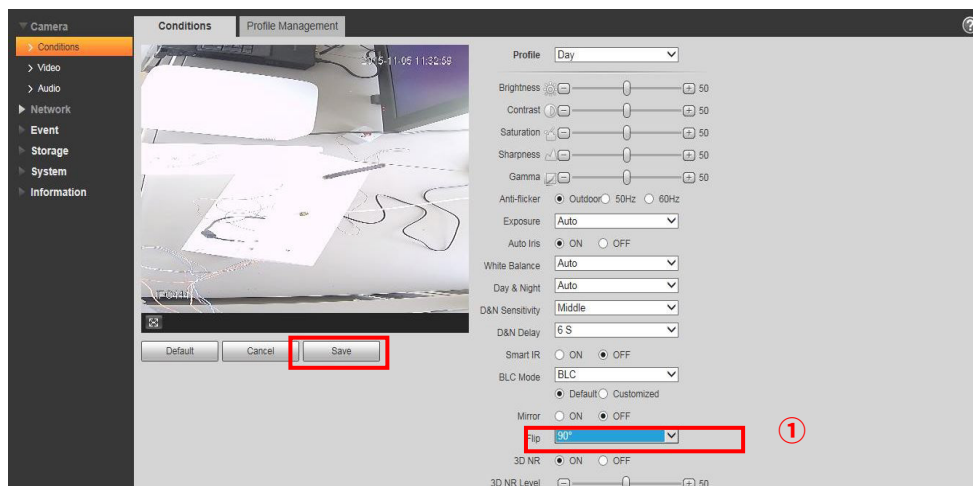 Camera
Conditions
Video
Audio
Network
Event
Storage
System
Information
Conditions Profile Management
?
11:32:59
Default Cancel Save
Profile Day
Brightness 50
Contrast 50
Saturation 50
Sharpness 50
Gamma 50
Anti-flicker Outdoor 50Hz 60Hz
Exposure Auto
Auto Iris ON OFF
White Balance Auto
Day & Night Auto
D&N Sensitivity Middle
D&N Delay 6 S
Smart IR ON OFF
BLC Mode BLC
Default Customized
Mirror ON OFF
Flip 90°
①
3D NR ON OFF
3D NR Level 50